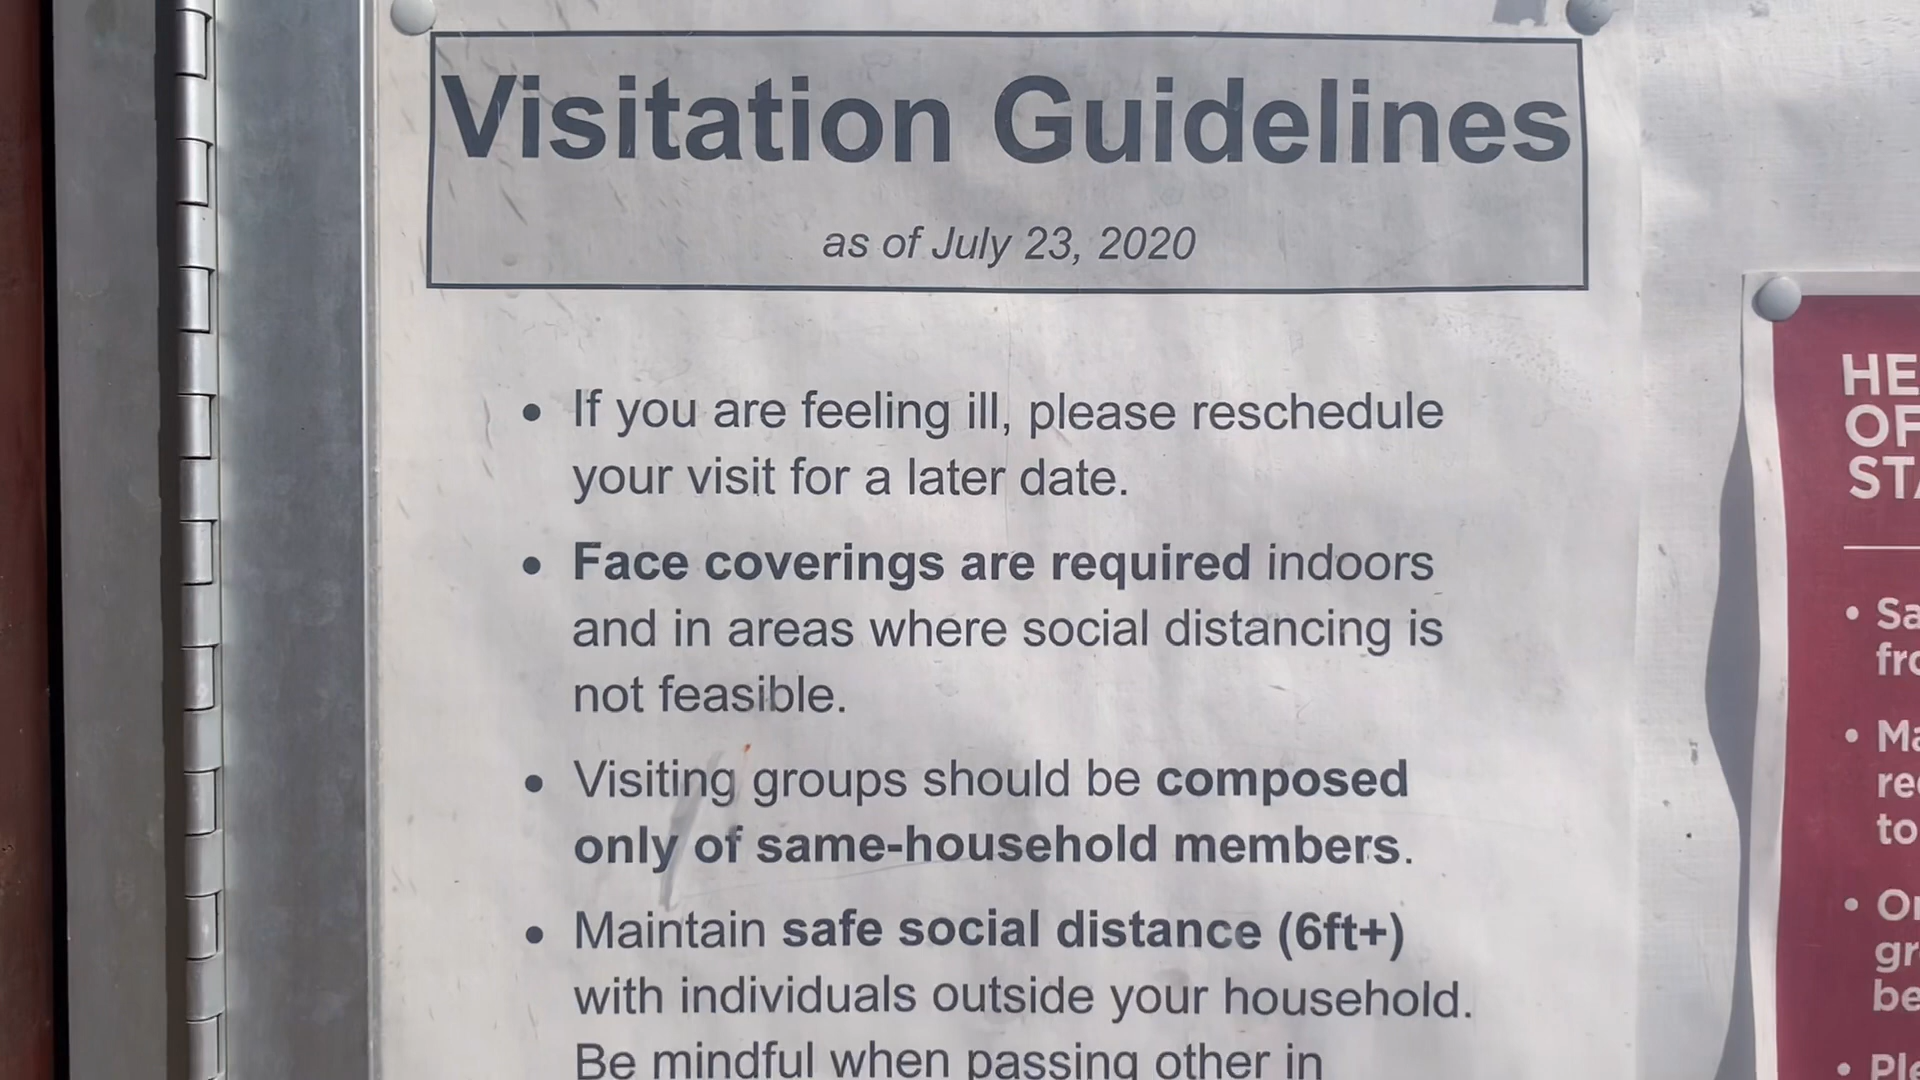 Visitation Guidelines
as of July 23, 2020
• If you are feeling ill, please reschedule
your visit for a later date.
• Face coverings are required indoors
and in areas where social distancing is
not feasible.
• Visiting groups should be composed
only of same-household members.
• Maintain safe social distance (6ft+)
with individuals outside your household.
Be mindful when passing other in